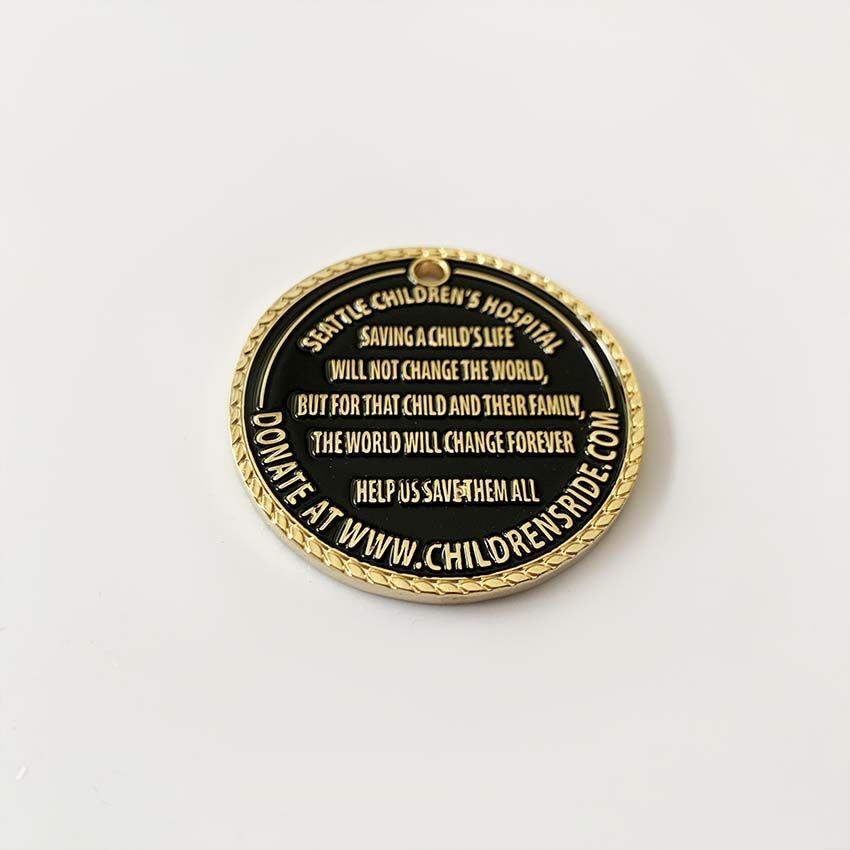 SEATTLE CHILDREN'S HOSPITAL
SAVING A CHILD'S LIFE
WILL NOT CHANGE THE WORLD,
BUT FOR THAT CHILD AND THEIR FAMILY,
THE WORLD WILL CHANGE FOREVER
HELP US SAVE THEM ALL
DONATE AT WWW.CHILDRENSRIDE.COM